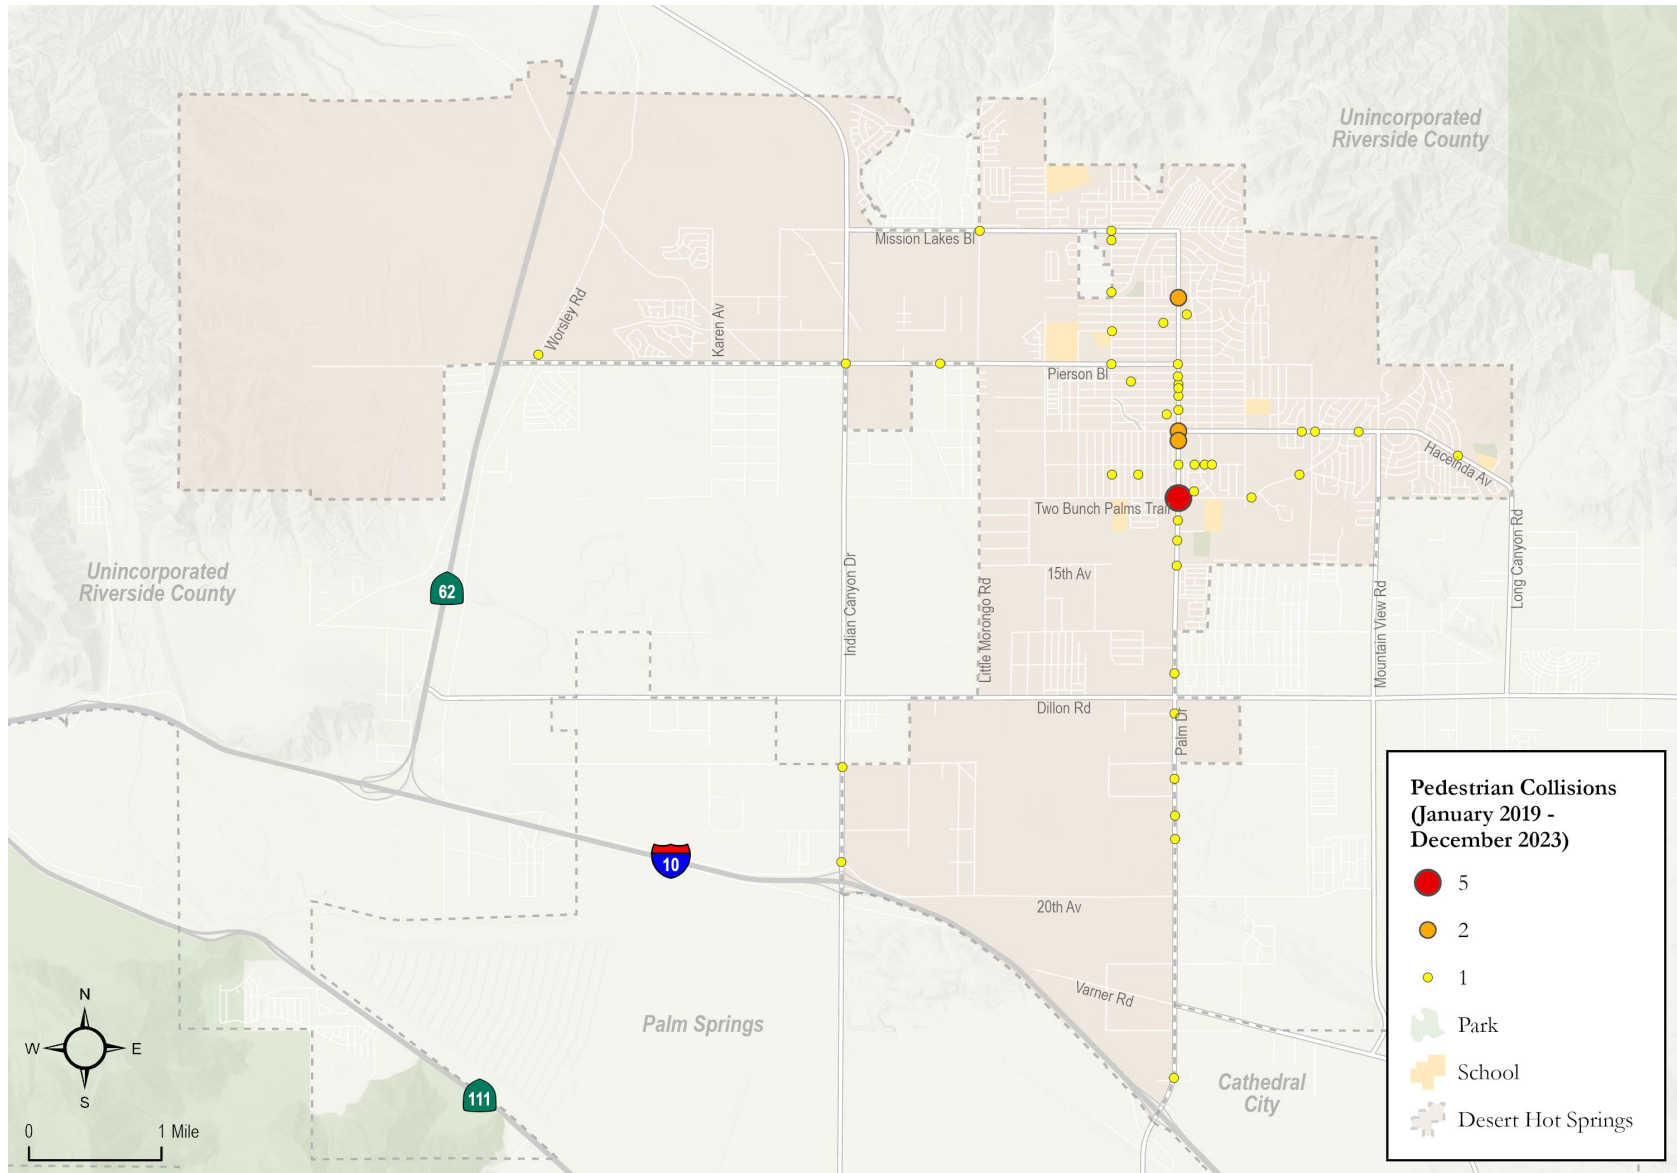 Unincorporated
Riverside County
Mission Lakes Bl
Worsley Rd
Karen Av
Pierson Bl
Haceinda Av
Two Bunch Palms Trail
Unincorporated
Riverside County
62
Indian Canyon Dr
Little Morongo Rd
15th Av
Mountain View Rd
Long Canyon Rd
Dillon Rd
Palm Dr
10
20th Av
Varner Rd
Palm Springs
Cathedral
City
111
N
W
E
S
0
1 Mile
Pedestrian Collisions
(January 2019 -
December 2023)
5
2
1
Park
School
Desert Hot Springs